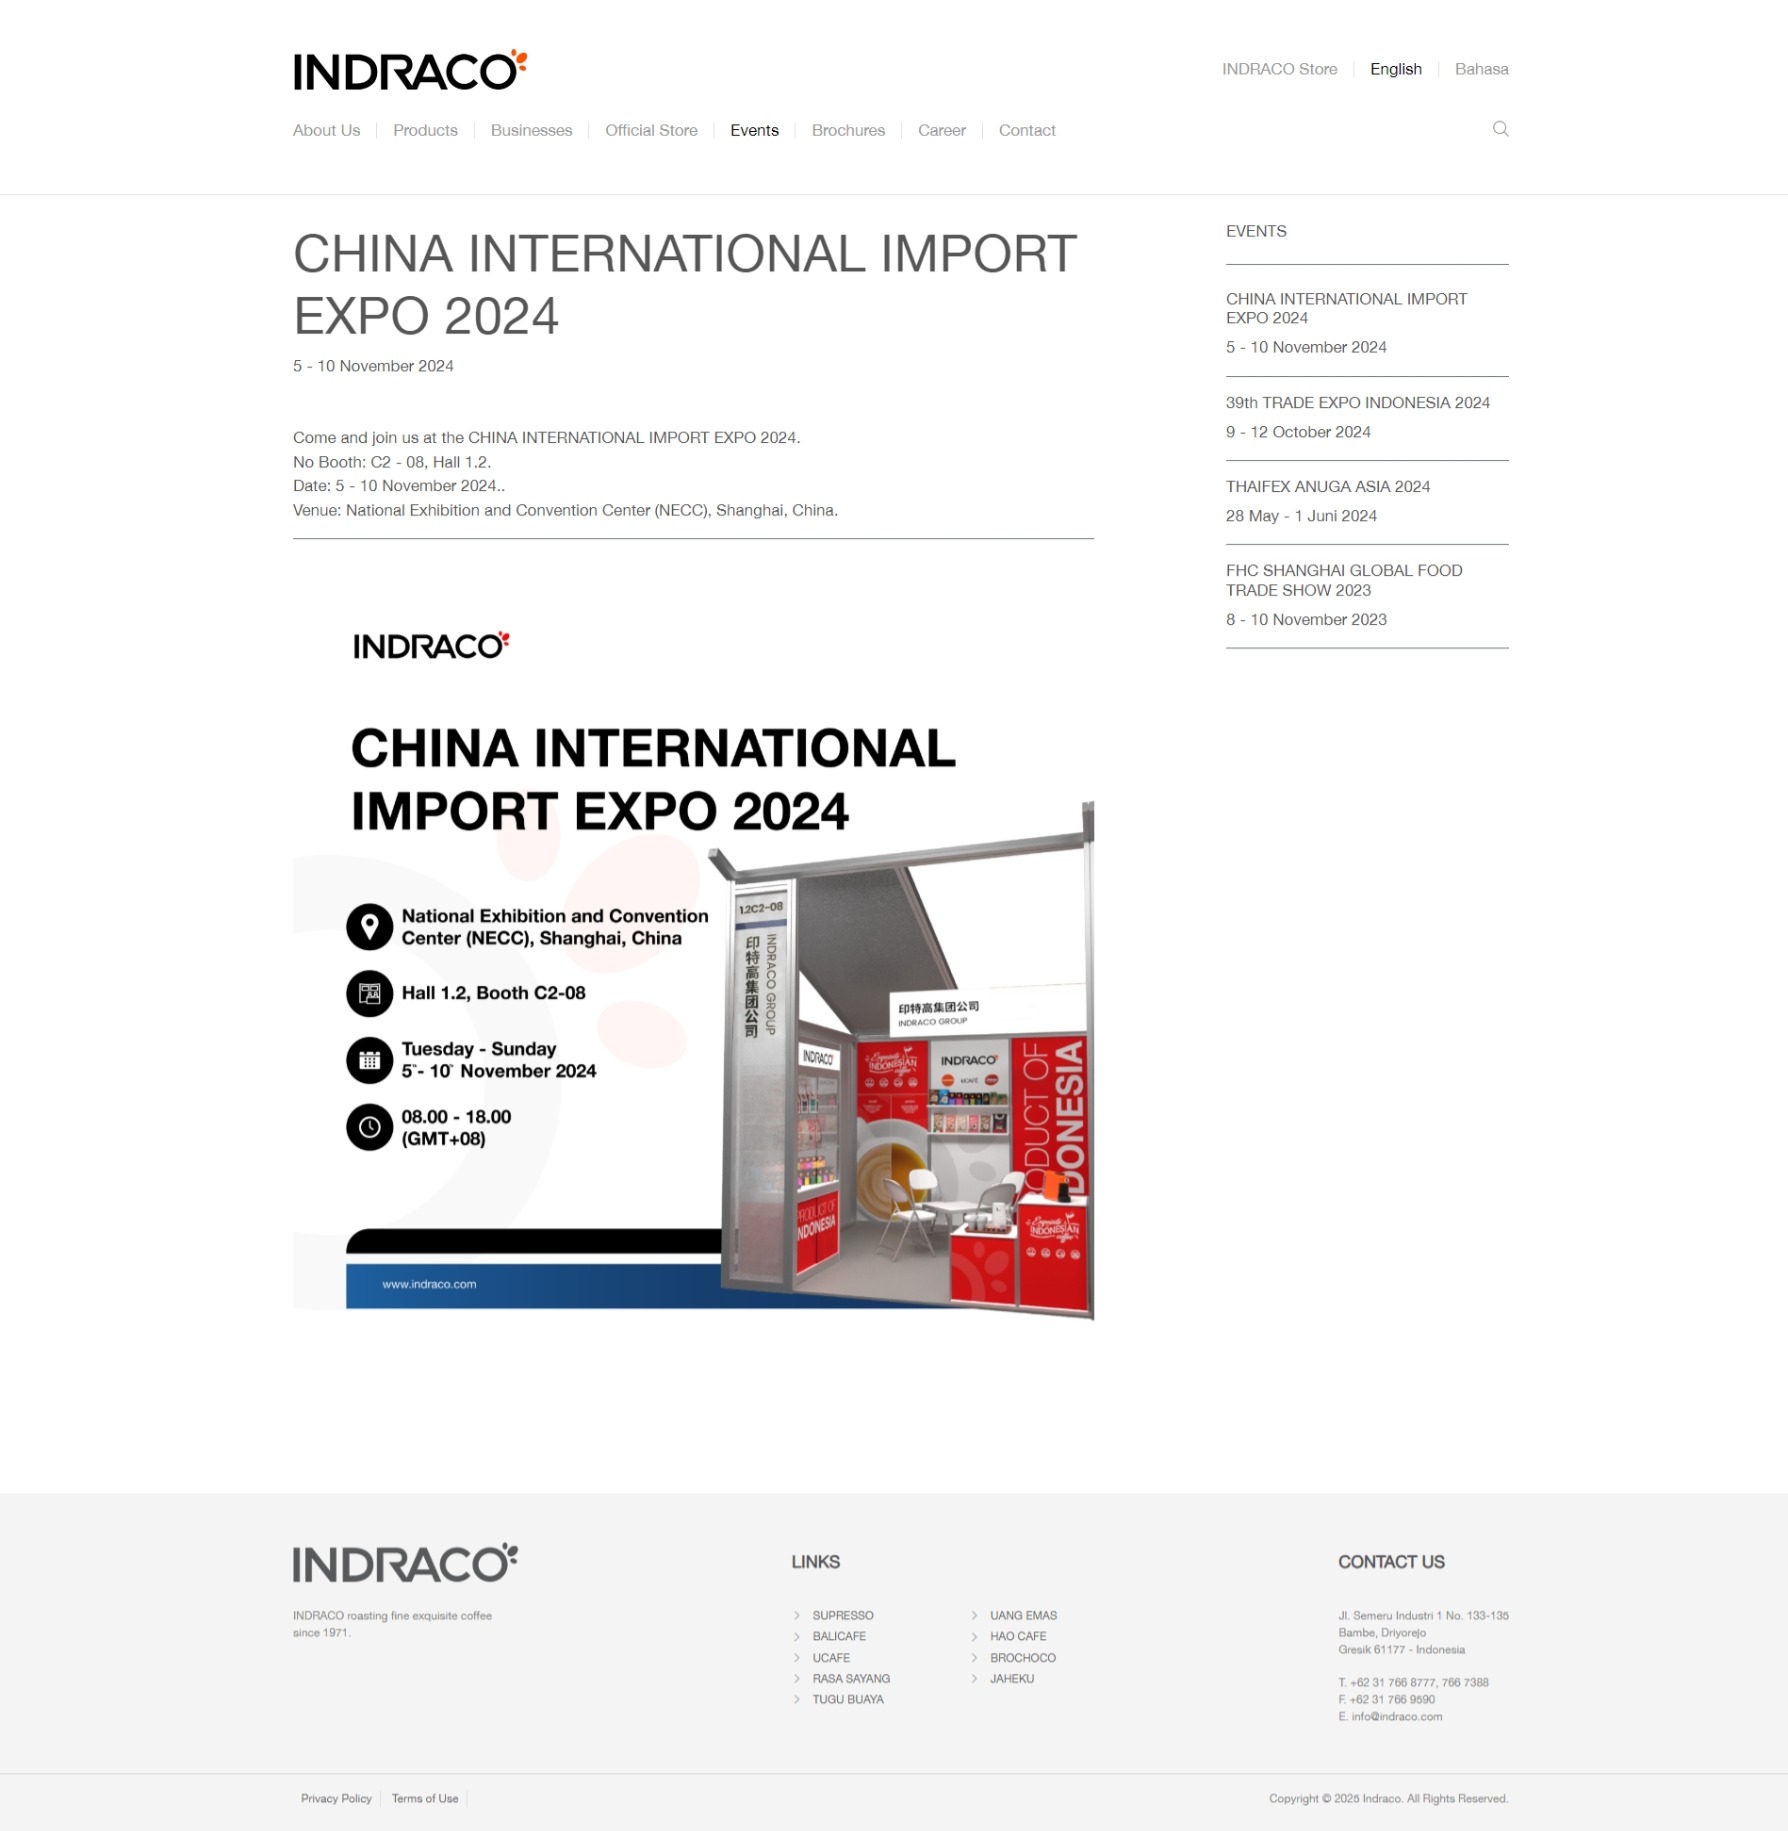 INDRACO
INDRACO Store
English
Bahasa
About Us
Products
Businesses
Official Store
Events
Brochures
Career
Contact
CHINA INTERNATIONAL IMPORT
EXPO 2024
5 - 10 November 2024
Come and join us at the CHINA INTERNATIONAL IMPORT EXPO 2024.
No Booth: C2 - 08, Hall 1.2.
Date: 5 - 10 November 2024..
Venue: National Exhibition and Convention Center (NECC), Shanghai, China.
EVENTS
CHINA INTERNATIONAL IMPORT
EXPO 2024
5 - 10 November 2024
39th TRADE EXPO INDONESIA 2024
9 - 12 October 2024
THAIFEX ANUGA ASIA 2024
28 May - 1 Juni 2024
FHC SHANGHAI GLOBAL FOOD
TRADE SHOW 2023
8 - 10 November 2023
INDRACO
CHINA INTERNATIONAL
IMPORT EXPO 2024
National Exhibition and Convention
Center (NECC), Shanghai, China
Hall 1.2, Booth C2-08
Tuesday - Sunday
5 - 10 November 2024
08.00 - 18.00
(GMT+08)
www.indraco.com
1.2C2-08
印特高集团公司
INDRACO GROUP
印特高集团公司
INDRACO GROUP
INDRACO
Exquisite
INDONESIAN
coffee
INDRACO
PRODUCT OF
INDONESIA
ODUCT OF
DONESIA
Exquisite
INDONESIAN
coffee
INDRACO
INDRACO roasting fine exquisite coffee
since 1971.
LINKS
SUPRESSO
BALICAFE
UCAFE
RASA SAYANG
TUGU BUAYA
UANG EMAS
HAO CAFE
BROCHOCO
JAHEKU
CONTACT US
Jl. Semeru Industri 1 No. 133-135
Bambe, Driyorejo
Gresik 61177 - Indonesia
T. +62 31 766 8777, 766 7388
F. +62 31 766 9590
E. info@indraco.com
Privacy Policy
Terms of Use
Copyright © 2025 Indraco. All Rights Reserved.